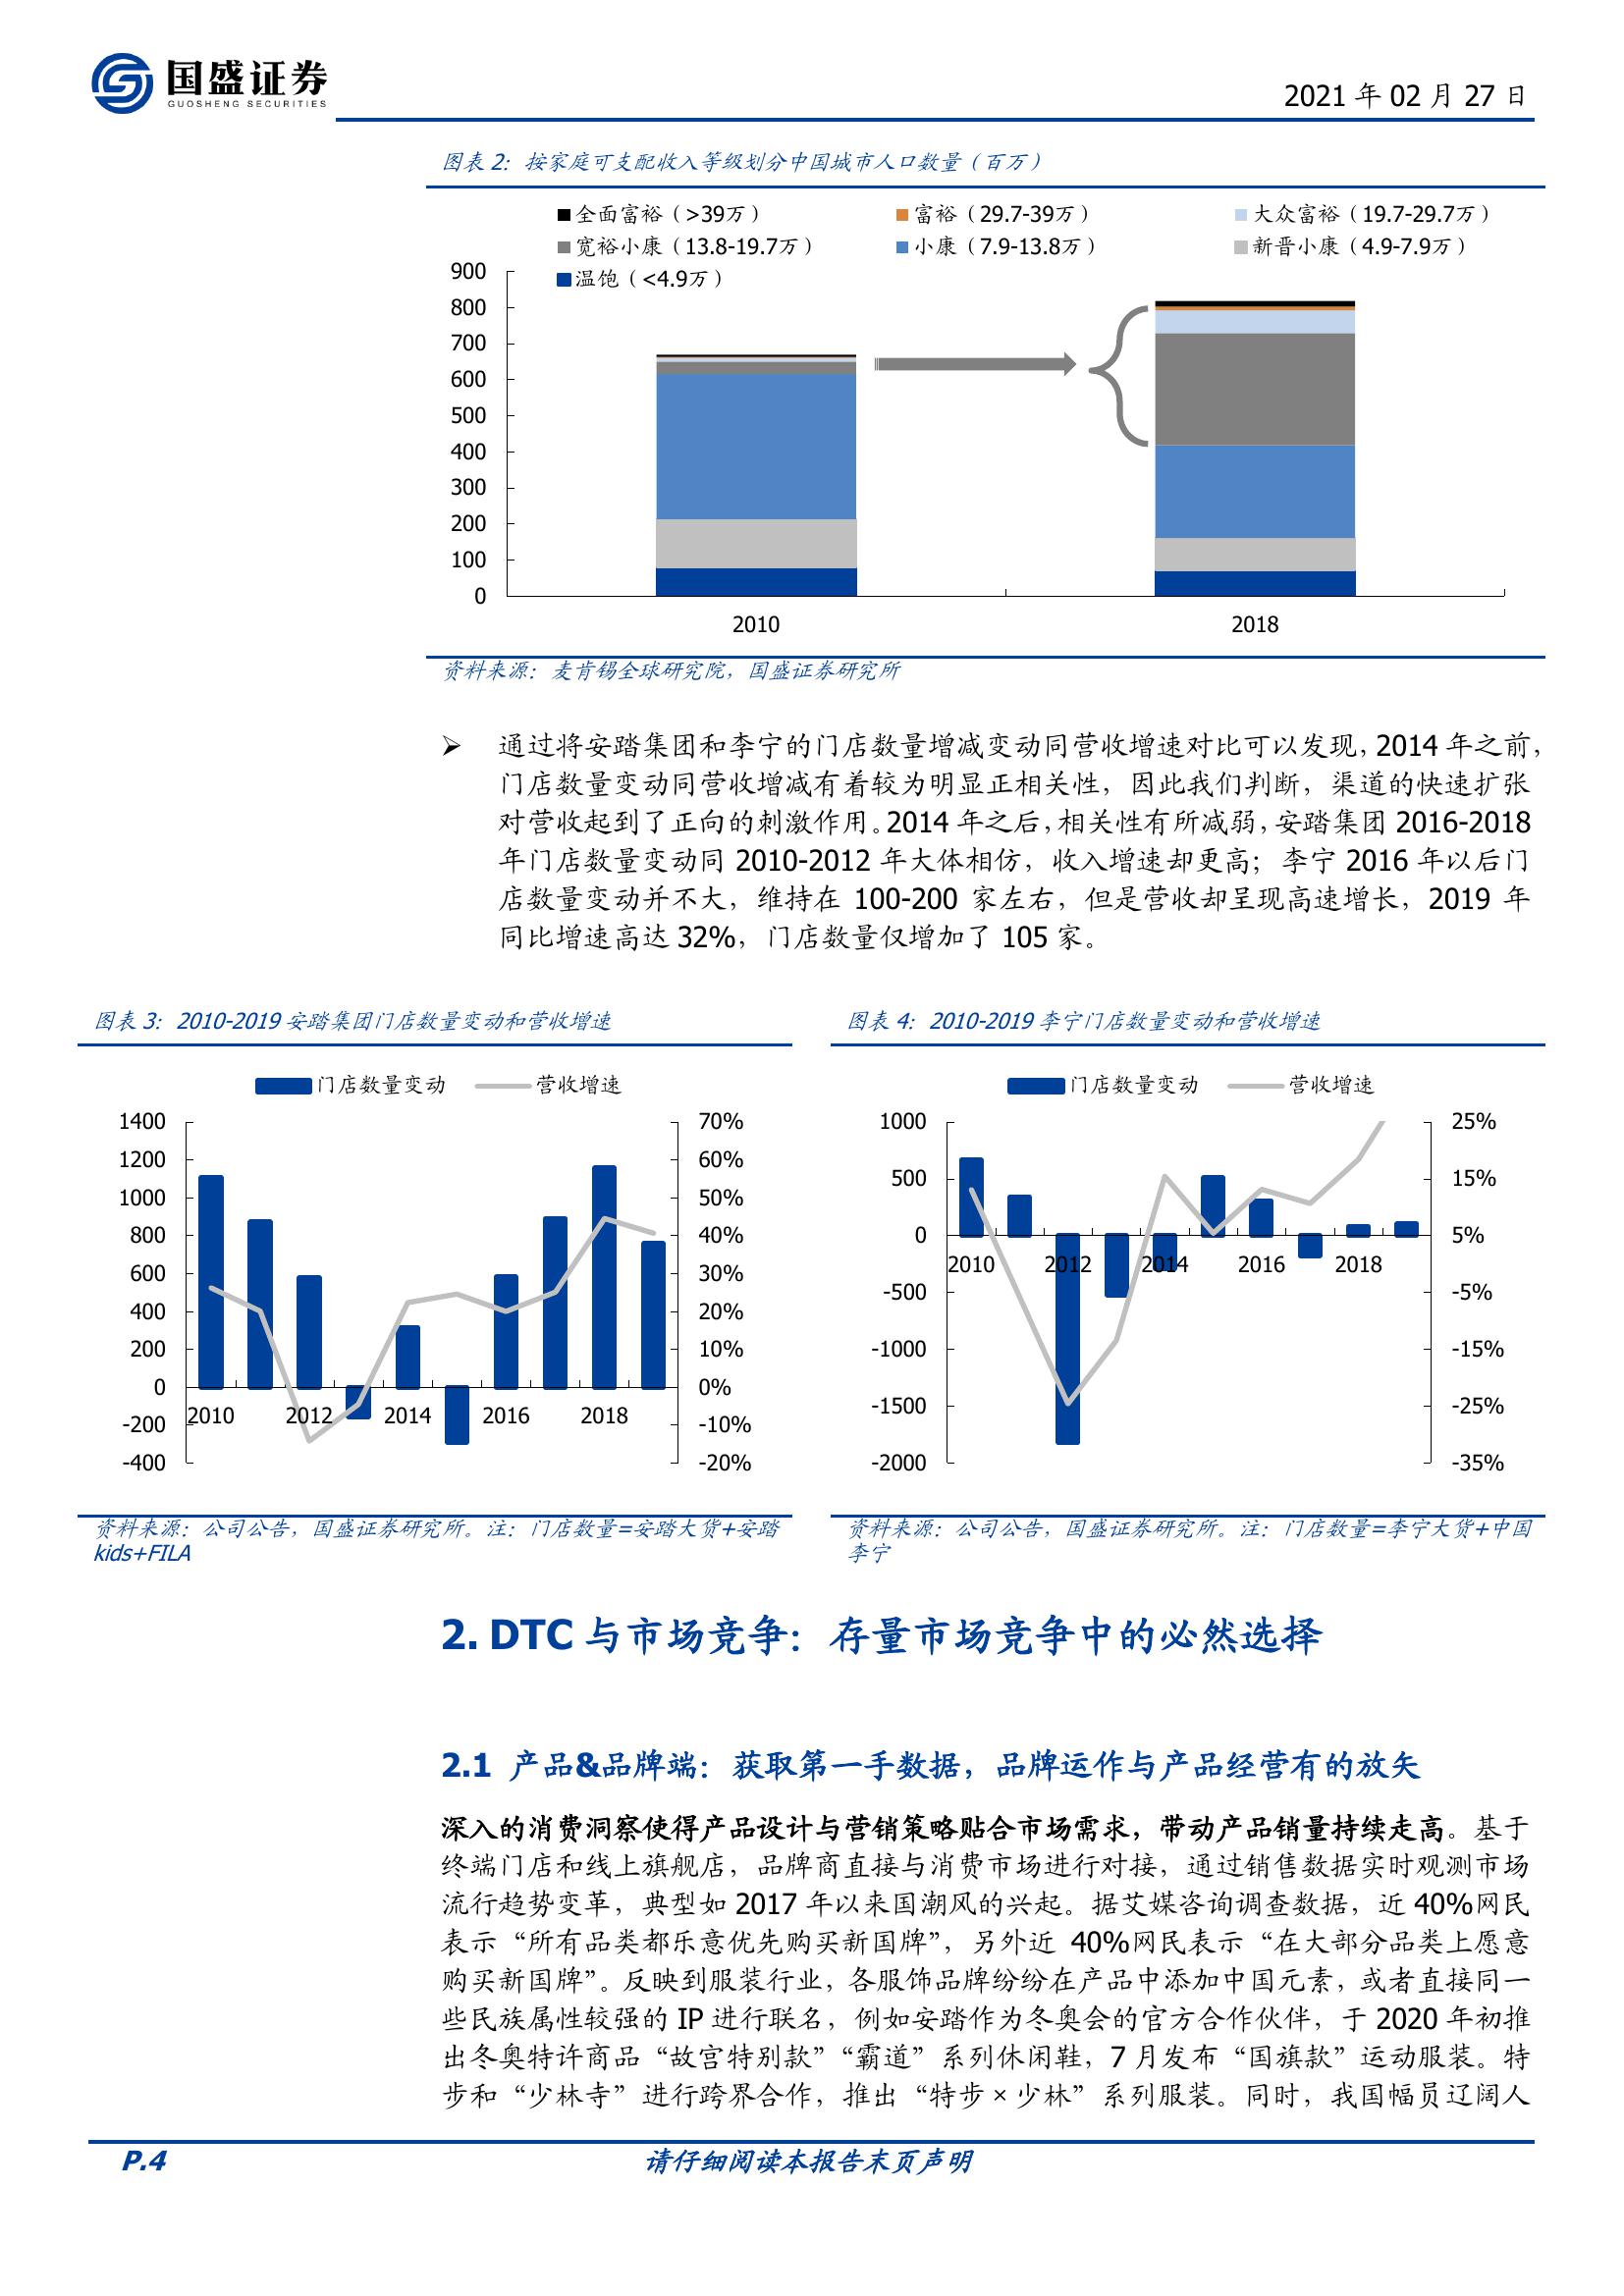 国盛证券
GUOSHENG SECURITIES
2021 年 02 月 27 日
图表 2：按家庭可支配收入等级划分中国城市人口数量（百万）
全面富裕（>39万） 富裕（29.7-39万） 大众富裕（19.7-29.7万）
宽裕小康（13.8-19.7万） 小康（7.9-13.8万） 新晋小康（4.9-7.9万）
温饱（<4.9万）
900
800
700
600
500
400
300
200
100
0
2010 2018
资料来源：麦肯锡全球研究院，国盛证券研究所
➢ 通过将安踏集团和李宁的门店数量增减变动同营收增速对比可以发现，2014 年之前，
门店数量变动同营收增减有着较为明显正相关性，因此我们判断，渠道的快速扩张
对营收起到了正向的刺激作用。2014 年之后，相关性有所减弱，安踏集团 2016-2018
年门店数量变动同 2010-2012 年大体相仿，收入增速却更高；李宁 2016 年以后门
店数量变动并不大，维持在 100-200 家左右，但是营收却呈现高速增长，2019 年
同比增速高达 32%，门店数量仅增加了 105 家。
图表 3：2010-2019 安踏集团门店数量变动和营收增速
门店数量变动 营收增速
1400 70%
1200 60%
1000 50%
800 40%
600 30%
400 20%
200 10%
0 0%
-200 -10%
-400 -20%
2010 2012 2014 2016 2018
资料来源：公司公告，国盛证券研究所。注：门店数量=安踏大货+安踏
kids+FILA
图表 4：2010-2019 李宁门店数量变动和营收增速
门店数量变动 营收增速
1000 25%
500 15%
0 5%
2010 2012 2014 2016 2018
-500 -5%
-1000 -15%
-1500 -25%
-2000 -35%
资料来源：公司公告，国盛证券研究所。注：门店数量=李宁大货+中国
李宁
2. DTC 与市场竞争：存量市场竞争中的必然选择
2.1 产品&品牌端：获取第一手数据，品牌运作与产品经营有的放矢
深入的消费洞察使得产品设计与营销策略贴合市场需求，带动产品销量持续走高。基于
终端门店和线上旗舰店，品牌商直接与消费市场进行对接，通过销售数据实时观测市场
流行趋势变革，典型如 2017 年以来国潮风的兴起。据艾媒咨询调查数据，近 40%网民
表示“所有品类都乐意优先购买新国牌”，另外近 40%网民表示“在大部分品类上愿意
购买新国牌”。反映到服装行业，各服饰品牌纷纷在产品中添加中国元素，或者直接同一
些民族属性较强的 IP 进行联名，例如安踏作为冬奥会的官方合作伙伴，于 2020 年初推
出冬奥特许商品“故宫特别款”“霸道”系列休闲鞋，7 月发布“国旗款”运动服装。特
步和“少林寺”进行跨界合作，推出“特步×少林”系列服装。同时，我国幅员辽阔人
P.4 请仔细阅读本报告末页声明